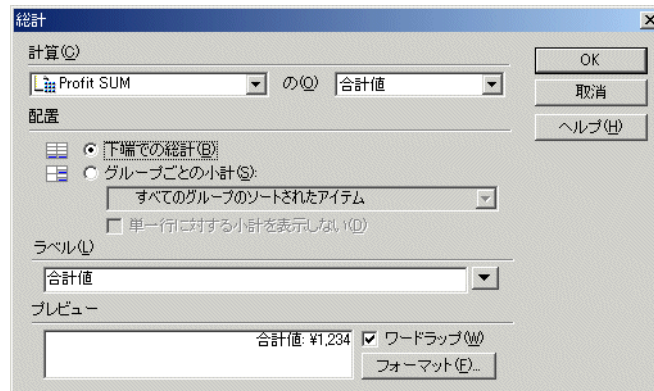 総計
計算(C)
Profit SUM の(O) 合計値
OK
取消
ヘルプ(H)
配置
下端での総計(B)
グループごとの小計(S):
すべてのグループのソートされたアイテム
単一行に対する小計を表示しない(D)
ラベル(L)
合計値
プレビュー
合計値: ¥1,234 ワードラップ(W)
フォーマット(F)...